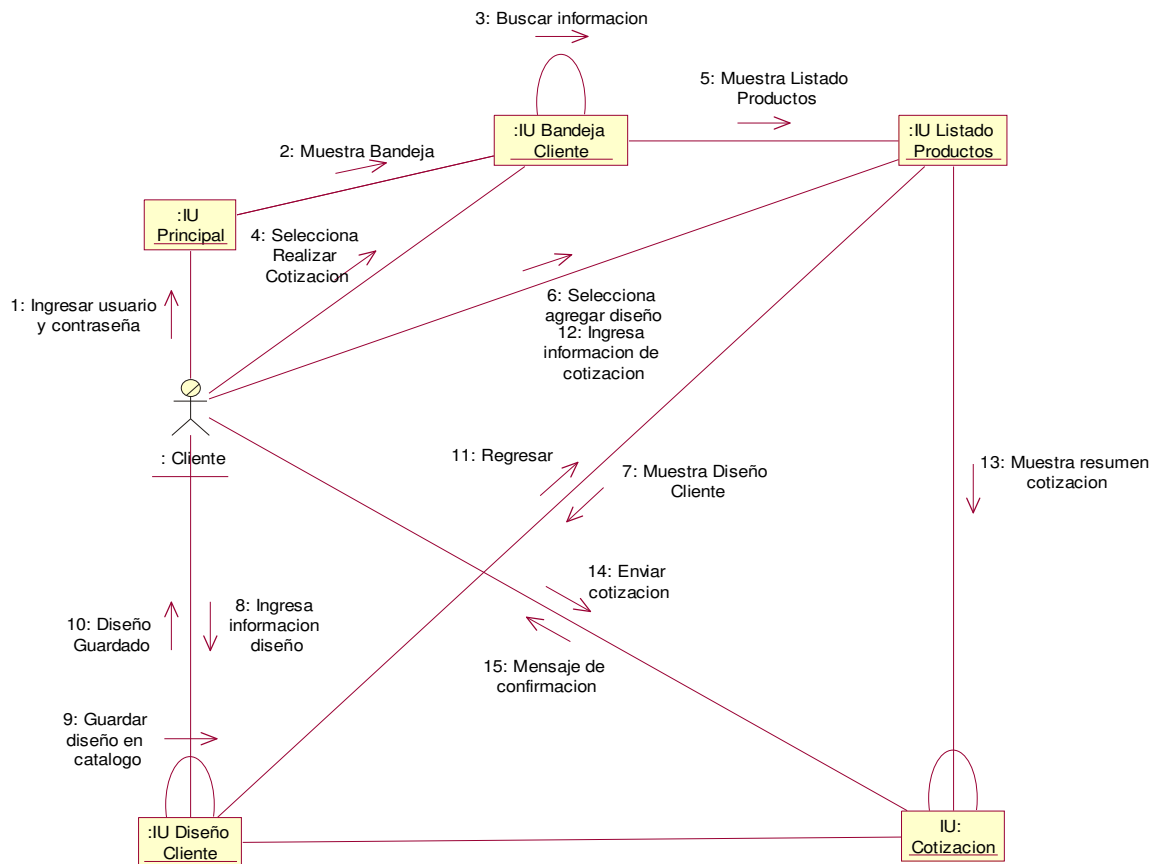 3: Buscar informacion
5: Muestra Listado
Productos
:IU Bandeja
Cliente
:IU Listado
Productos
2: Muestra Bandeja
:IU
Principal
4: Selecciona
Realizar
Cotizacion
1: Ingresar usuario
y contraseña
6: Selecciona
agregar diseño
12: Ingresa
informacion de
cotizacion
: Cliente
11: Regresar
7: Muestra Diseño
Cliente
13: Muestra resumen
cotizacion
14: Enviar
cotizacion
10: Diseño
Guardado
8: Ingresa
informacion
diseño
15: Mensaje de
confirmacion
9: Guardar
diseño en
catalogo
:IU Diseño
Cliente
IU:
Cotizacion